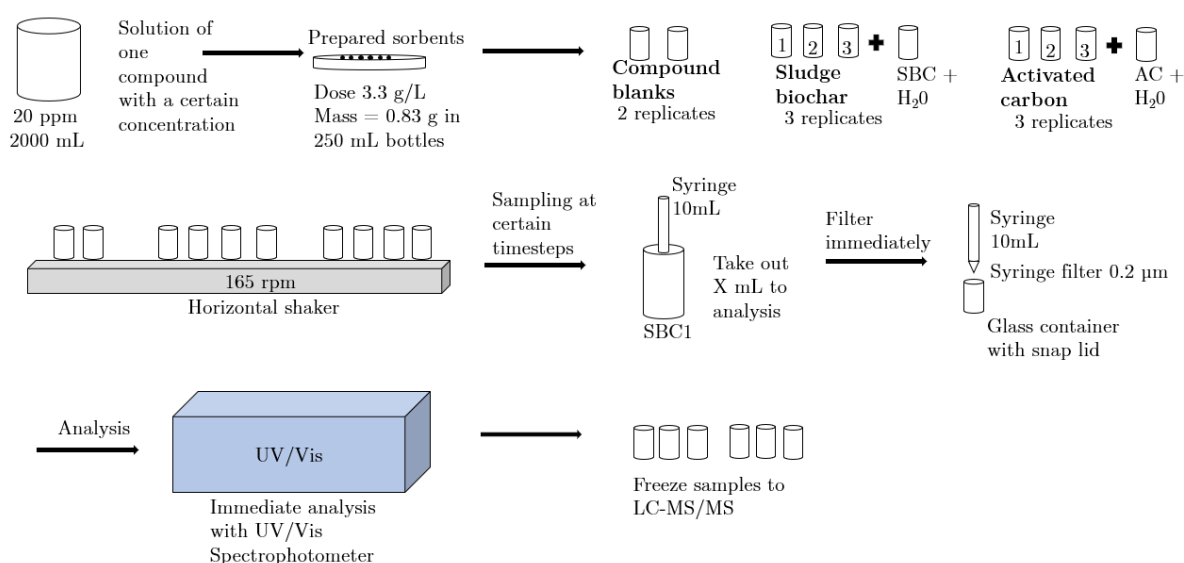 20 ppm
2000 mL
Solution of
one
compound
with a certain
concentration
Prepared sorbents
Dose 3.3 g/L
Mass = 0.83 g in
250 mL bottles
Compound
blanks
2 replicates
1 2 3
Sludge
biochar
3 replicates
SBC +
H₂0
1 2 3
Activated
carbon
3 replicates
AC +
H₂0
165 rpm
Horizontal shaker
Sampling at
certain
timesteps
Syringe
10mL
Take out
X mL to
analysis
SBC1
Filter
immediately
Syringe
10mL
Syringe filter 0.2 µm
Glass container
with snap lid
Analysis
UV/Vis
Immediate analysis
with UV/Vis
Spectrophotometer
Freeze samples to
LC-MS/MS